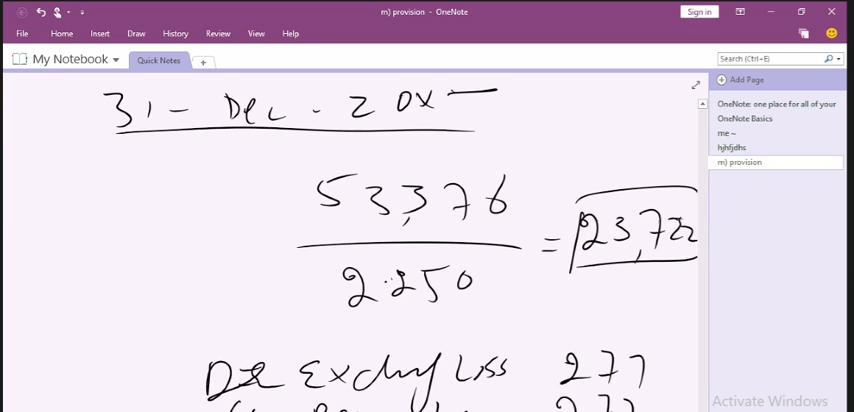 m) provision - OneNote
Sign in
File Home Insert Draw History Review View Help
My Notebook
Quick Notes
Search (Ctrl+E)
Add Page
OneNote: one place for all of your
OneNote Basics
me ~
hjhfjdhs
m) provision
31 - Dec - 20X
53,376
2.250
= 23,722
Exchg Loss 277
277
Activate Windows